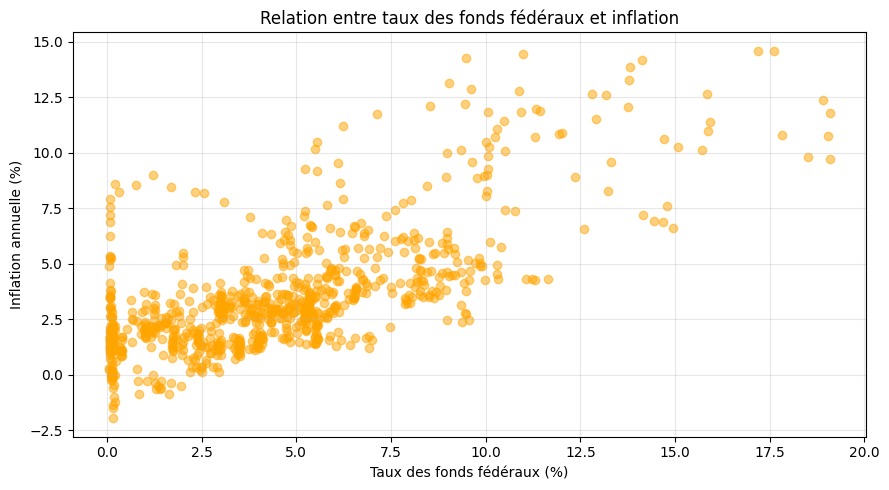 Relation entre taux des fonds fédéraux et inflation
Inflation annuelle (%)
15.0
12.5
10.0
7.5
5.0
2.5
0.0
−2.5
0.0 2.5 5.0 7.5 10.0 12.5 15.0 17.5 20.0
Taux des fonds fédéraux (%)